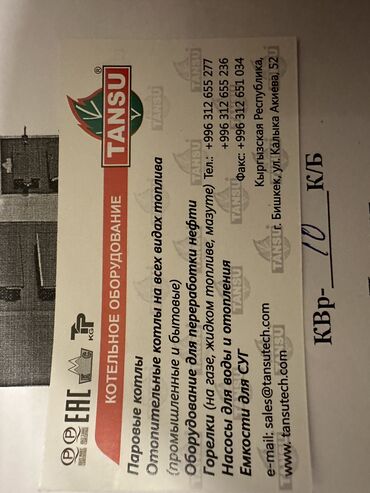 TANSU®
КОТЕЛЬНОЕ ОБОРУДОВАНИЕ
EAC
TP
KG
Паровые котлы
Отопительные котлы на всех видах топлива
(промышленные и бытовые)
Оборудование для переработки нефти
Горелки (на газе, жидком топливе, мазуте)
Насосы для воды и отопления
Емкости для СУГ
Тел.: +996 312 655 277
+996 312 655 236
Факс: +996 312 651 034
Кыргызская Республика,
г. Бишкек, ул. Калыка Акиева, 52
e-mail: sales@tansutech.com
www. tansutech.com
КВр- 10 К/Б